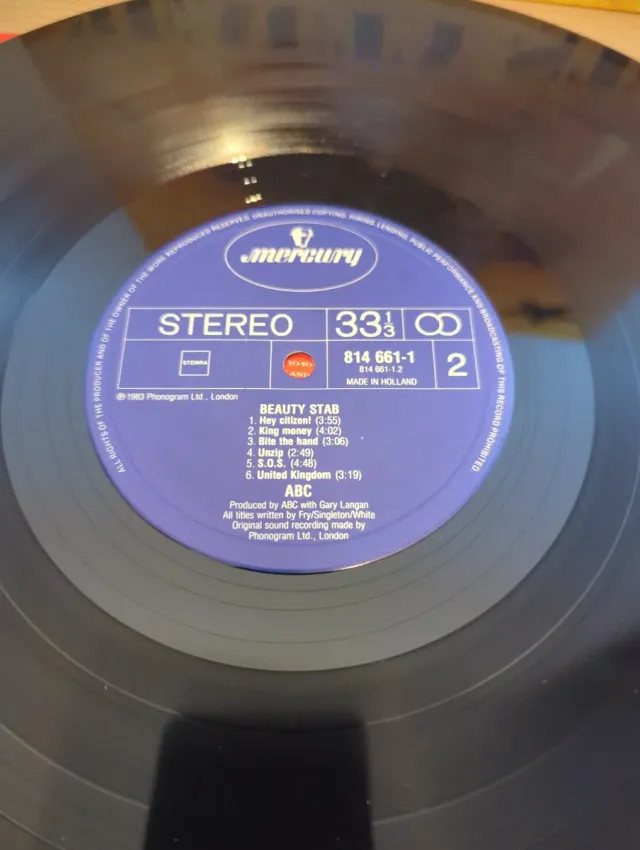 ALL RIGHTS OF THE PRODUCER AND OF THE OWNER OF THE WORK REPRODUCED RESERVED. UNAUTHORISED COPYING, HIRING, LENDING, PUBLIC PERFORMANCE AND BROADCASTING OF THIS RECORD PROHIBITED.
mercury
STEREO 33 1/3
STEMRA 814 661-1 2
814 661-1.2
MADE IN HOLLAND
℗ 1983 Phonogram Ltd., London
BEAUTY STAB
1. Hey citizen! (3:55)
2. King money (4:02)
3. Bite the hand (3:06)
4. Unzip (2:49)
5. S.O.S. (4:48)
6. United Kingdom (3:19)
ABC
Produced by ABC with Gary Langan
All titles written by Fry/Singleton/White
Original sound recording made by
Phonogram Ltd., London